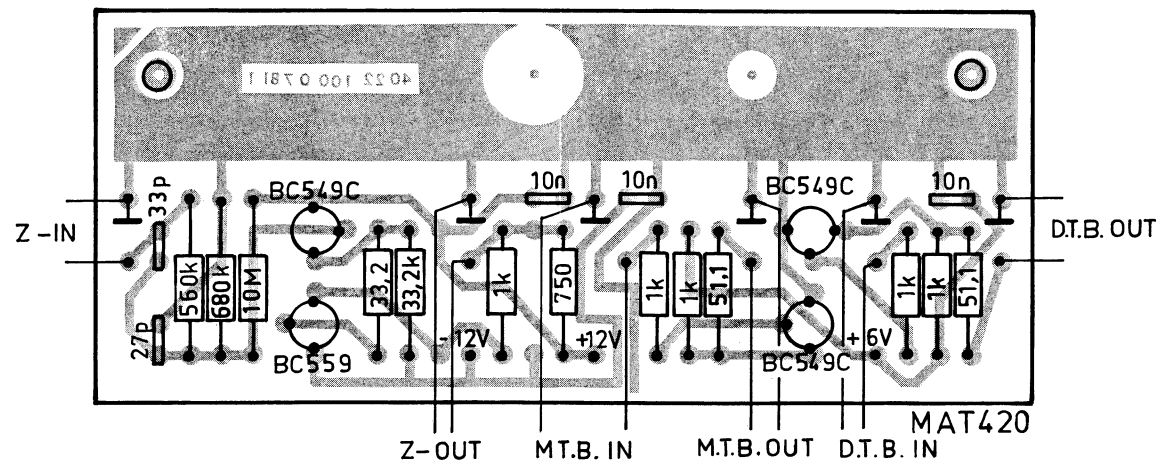 4022 100 07811
33p
BC549C
10n
10n
BC549C
10n
Z-IN
D.T.B. OUT
560k
680k
10M
33,2
33,2k
1k
750
1k
1k
51,1
1k
1k
51,1
27p
BC559
- 12V
+12V
BC549C
+ 6V
MAT420
Z-OUT
M.T.B. IN
M.T.B. OUT
D.T.B. IN